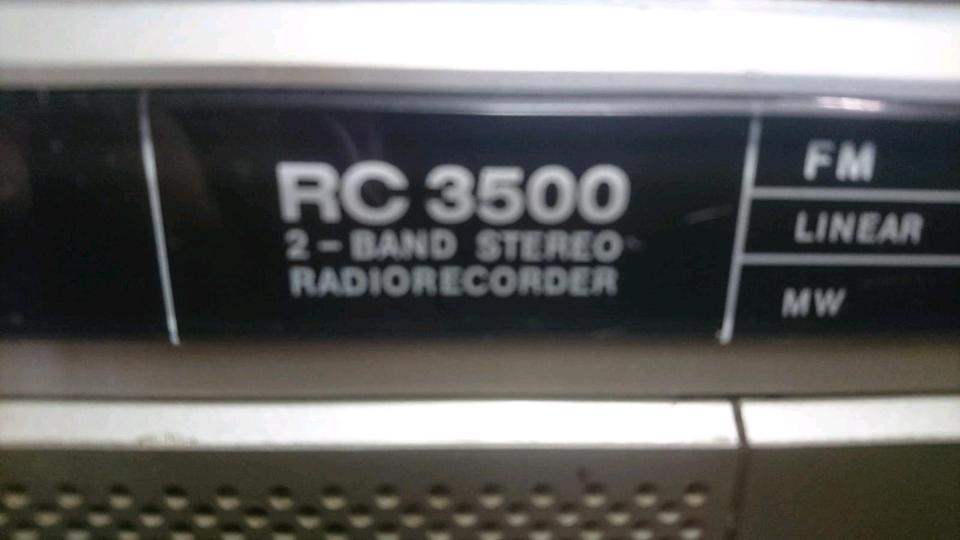 RC 3500
2-BAND STEREO
RADIORECORDER
FM
LINEAR
MW